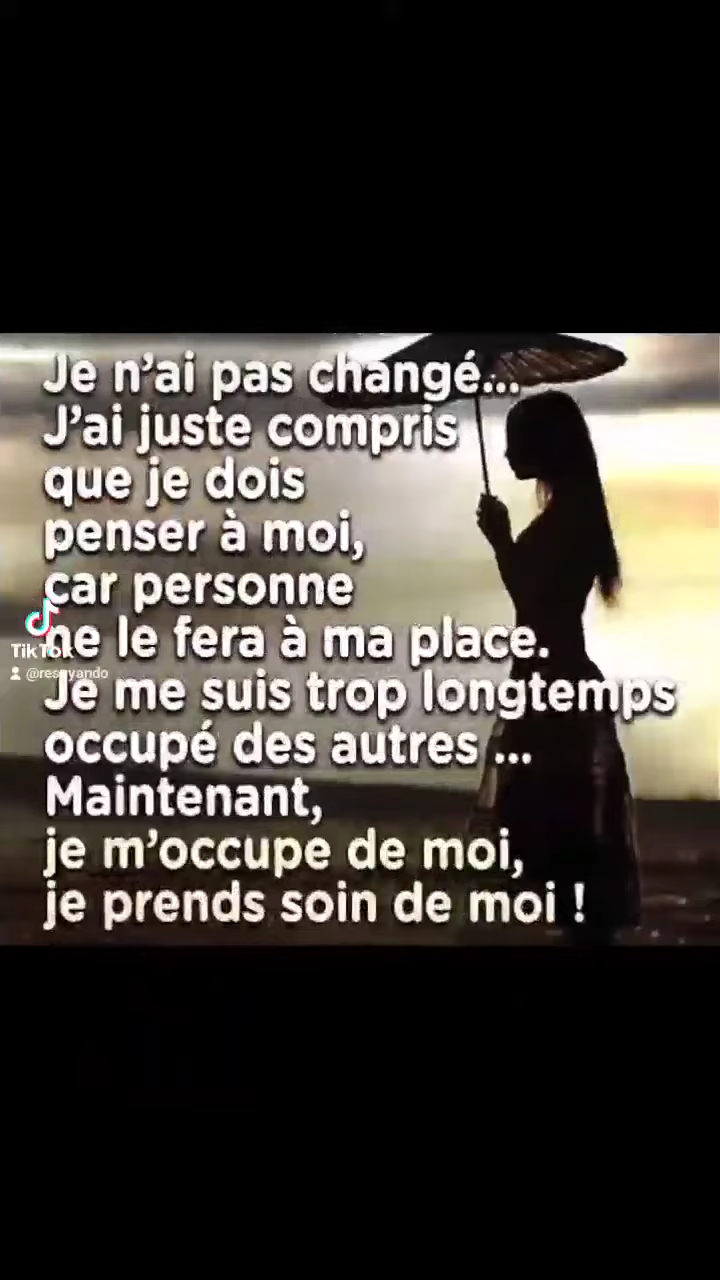 Je n’ai pas changé...
J’ai juste compris
que je dois
penser à moi,
car personne
ne le fera à ma place.
TikTok
Je me suis trop longtemps
occupé des autres ...
Maintenant,
je m’occupe de moi,
je prends soin de moi !